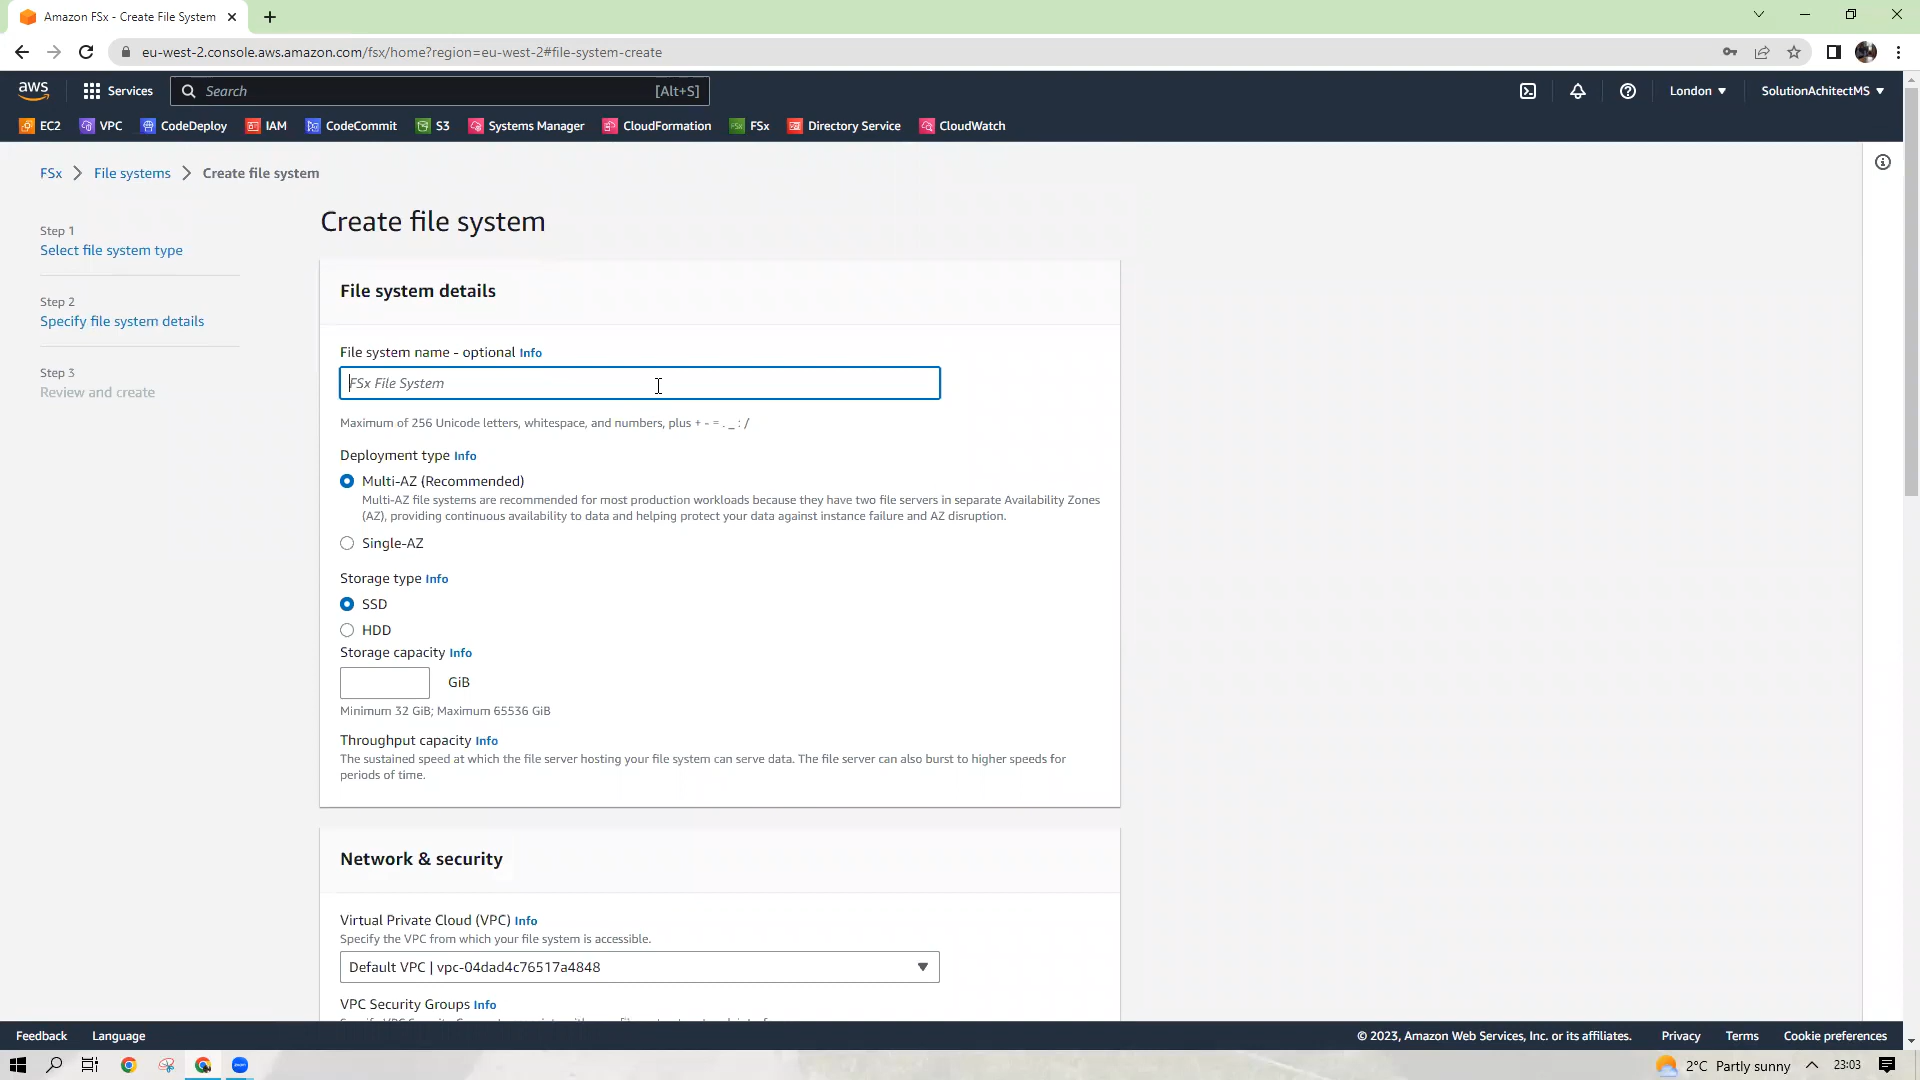 Amazon FSx - Create File System
eu-west-2.console.aws.amazon.com/fsx/home?region=eu-west-2#file-system-create
aws Services Search [Alt+S] London SolutionAchitectMS
EC2 VPC CodeDeploy IAM CodeCommit S3 Systems Manager CloudFormation FSx Directory Service CloudWatch
FSx File systems Create file system
Create file system
Step 1
Select file system type
Step 2
Specify file system details
Step 3
Review and create
File system details
File system name - optional Info
FSx File System
Maximum of 256 Unicode letters, whitespace, and numbers, plus + - = . _ : /
Deployment type Info
Multi-AZ (Recommended)
Multi-AZ file systems are recommended for most production workloads because they have two file servers in separate Availability Zones
(AZ), providing continuous availability to data and helping protect your data against instance failure and AZ disruption.
Single-AZ
Storage type Info
SSD
HDD
Storage capacity Info
GiB
Minimum 32 GiB; Maximum 65536 GiB
Throughput capacity Info
The sustained speed at which the file server hosting your file system can serve data. The file server can also burst to higher speeds for
periods of time.
Network & security
Virtual Private Cloud (VPC) Info
Specify the VPC from which your file system is accessible.
Default VPC | vpc-04dad4c76517a4848
VPC Security Groups Info
Feedback Language © 2023, Amazon Web Services, Inc. or its affiliates. Privacy Terms Cookie preferences
2°C Partly sunny 23:03